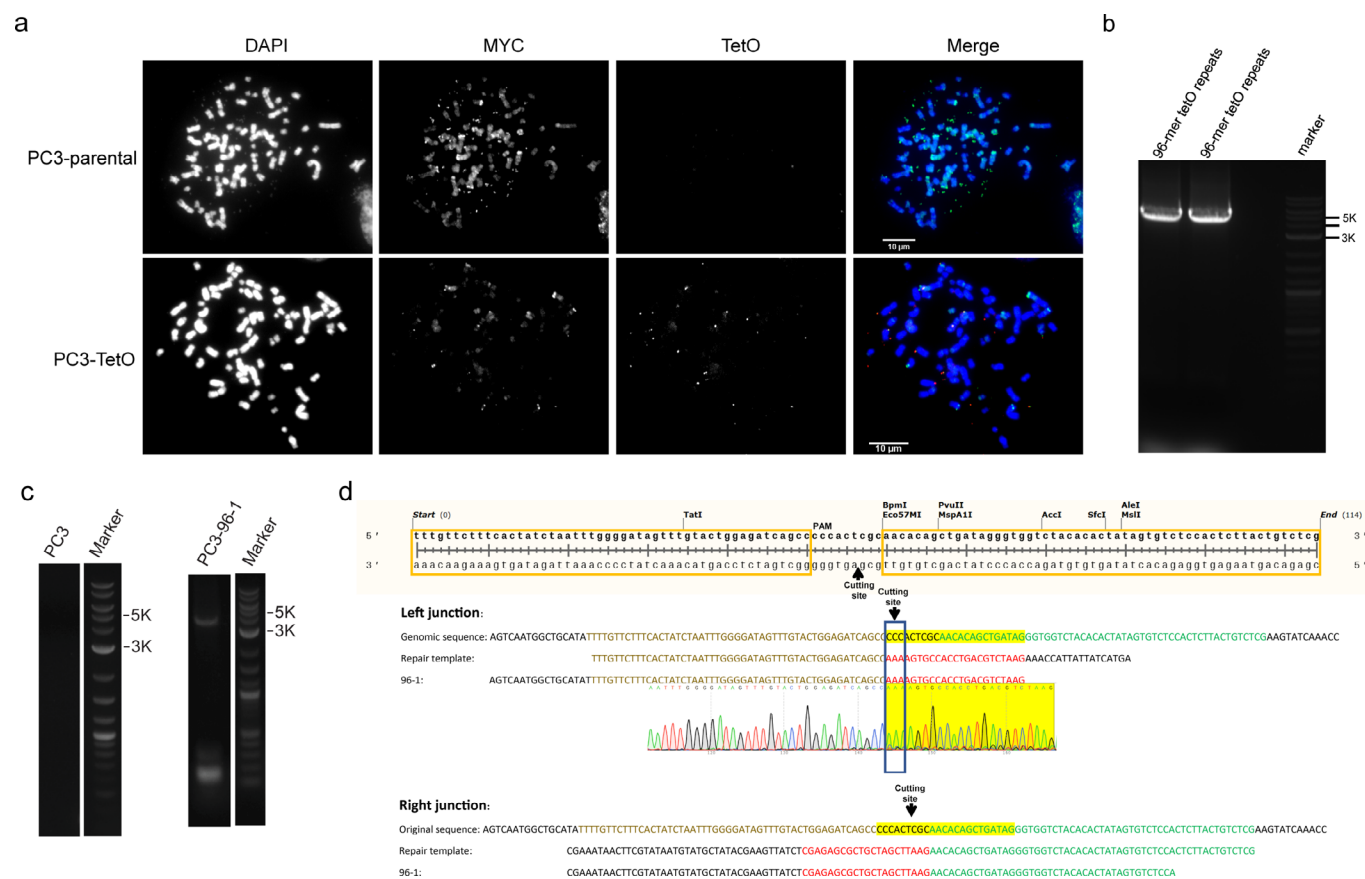 a
DAPI MYC TetO Merge
PC3-parental
10 μm
PC3-TetO
10 μm
b
96-mer tetO repeats
96-mer tetO repeats
marker
5K
3K
c
PC3
Marker
-5K
-3K
PC3-96-1
Marker
-5K
-3K
d
BpmI PvuII AleI
Start (0) TatI Eco57MI MspA1I AccI SfcI MslI End (114)
PAM
5 ' tttgttctttcactatctaatttggggatagtttgtactggagatcagcccccactcgcaacacagctgatagggtggtctacacactatagtgtctccactcttactgtctcg 3 '
3 ' aaacaagaaagtgatagattaaacccctatcaaacatgacctctagtcgggggtgagcgttgtgtcgactatcccaccagatgtgtgatatcacagaggtgagaatgacagagc 5 '
Cutting site
Cutting site
Left junction:
Genomic sequence: AGTCAATGGCTGCATATTTTGTTCTTTCACTATCTAATTTGGGGATAGTTTGTACTGGAGATCAGCCCCCACTCGCAACACAGCTGATAGGGTGGTCTACACACTATAGTGTCTCCACTCTTACTGTCTCGAAGTATCAAACC
Repair template: TTTGTTCTTTCACTATCTAATTTGGGGATAGTTTGTACTGGAGATCAGCCAAAAGTGCCACCTGACGTCTAAGAAACCATTATTATCATGA
96-1: AGTCAATGGCTGCATATTTTGTTCTTTCACTATCTAATTTGGGGATAGTTTGTACTGGAGATCAGCCAAAAGTGCCACCTGACGTCTAAG
AATTTGGGGATAGTTTGTACTGGAGATCAGCCAAAAGTGCCACCTGACGTCTAAG
Cutting site
Right junction:
Original sequence: AGTCAATGGCTGCATATTTTGTTCTTTCACTATCTAATTTGGGGATAGTTTGTACTGGAGATCAGCCCCCACTCGCAACACAGCTGATAGGGTGGTCTACACACTATAGTGTCTCCACTCTTACTGTCTCGAAGTATCAAACC
Repair template: CGAAATAACTTCGTATAATGTATGCTATACGAAGTTATCTCGAGAGCGCTGCTAGCTTAAGAACACAGCTGATAGGGTGGTCTACACACTATAGTGTCTCCACTCTTACTGTCTCG
96-1: CGAAATAACTTCGTATAATGTATGCTATACGAAGTTATCTCGAGAGCGCTGCTAGCTTAAGAACACAGCTGATAGGGTGGTCTACACACTATAGTGTCTCCA